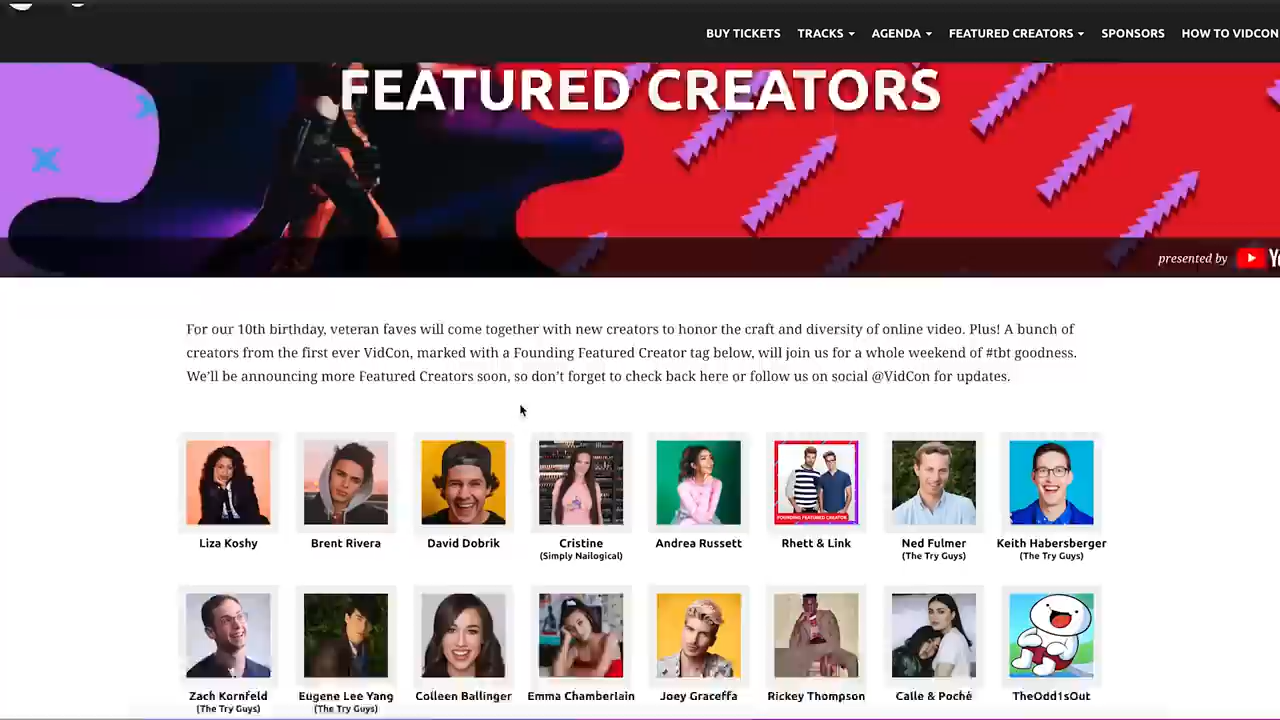 BUY TICKETS TRACKS AGENDA FEATURED CREATORS SPONSORS HOW TO VIDCON
FEATURED CREATORS
presented by
For our 10th birthday, veteran faves will come together with new creators to honor the craft and diversity of online video. Plus! A bunch of
creators from the first ever VidCon, marked with a Founding Featured Creator tag below, will join us for a whole weekend of #tbt goodness.
We'll be announcing more Featured Creators soon, so don't forget to check back here or follow us on social @VidCon for updates.
FOUNDING FEATURED CREATOR
Liza Koshy Brent Rivera David Dobrik Cristine Andrea Russett Rhett & Link Ned Fulmer Keith Habersberger
(Simply Nailogical) (The Try Guys) (The Try Guys)
Zach Kornfeld Eugene Lee Yang Colleen Ballinger Emma Chamberlain Joey Graceffa Rickey Thompson Calle & Poché TheOdd1sOut
(The Try Guys) (The Try Guys)